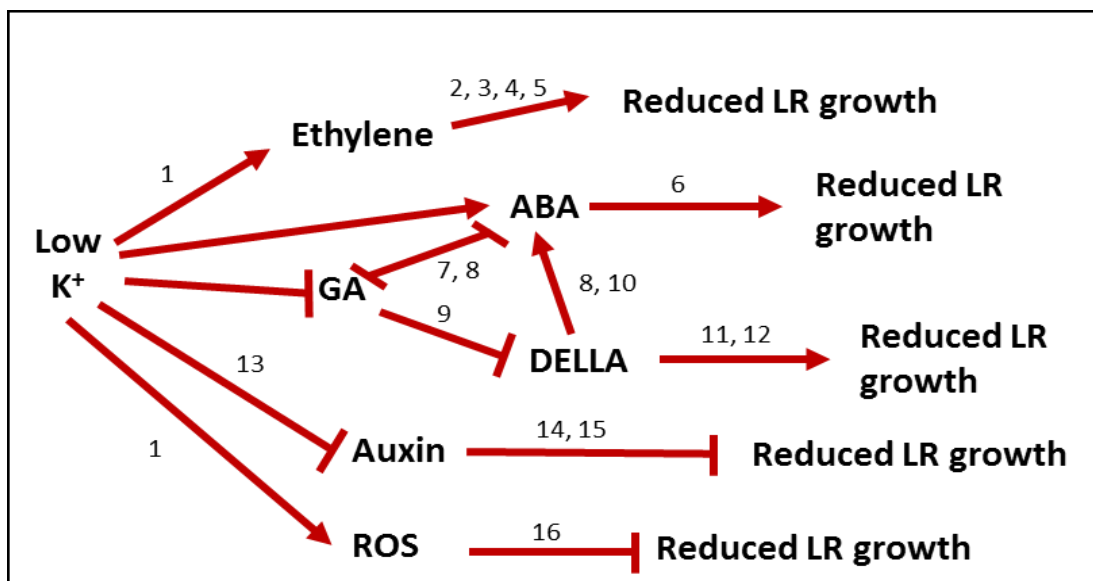 2, 3, 4, 5
Reduced LR growth
Ethylene
1
6
Reduced LR
growth
ABA
Low
K⁺
7, 8
GA
8, 10
9
11, 12
Reduced LR
growth
DELLA
13
14, 15
1
Auxin
Reduced LR growth
16
ROS
Reduced LR growth